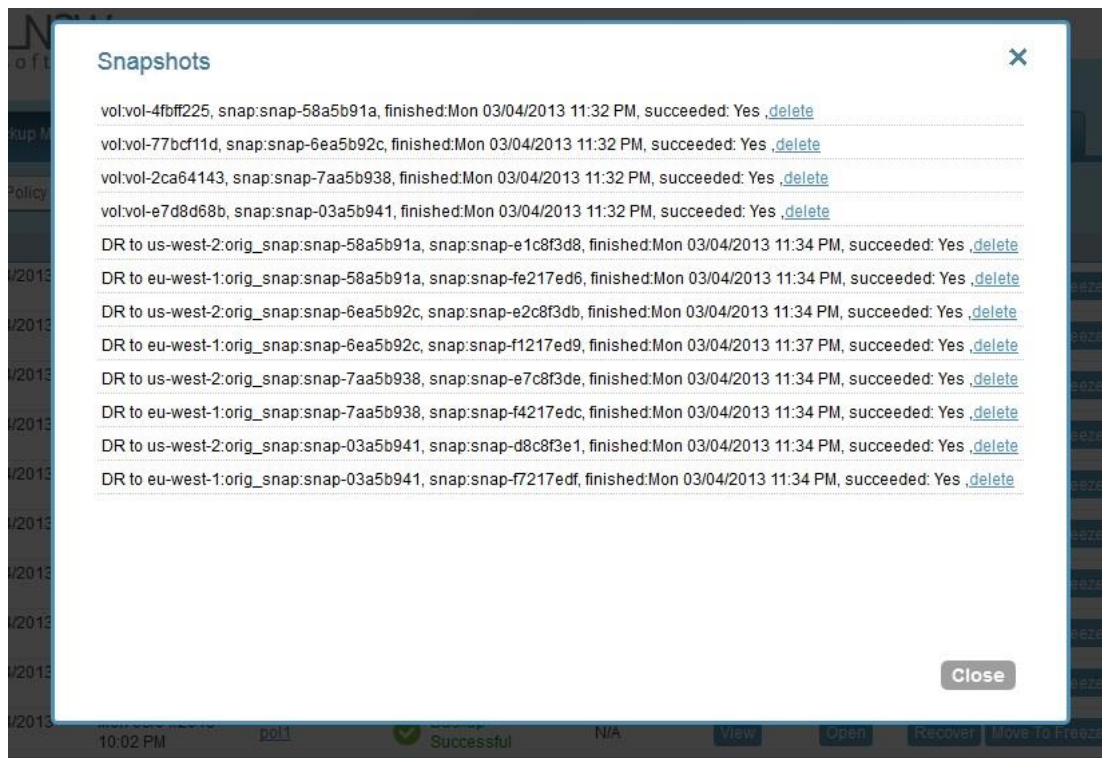 Snapshots
vol:vol-4fbff225, snap:snap-58a5b91a, finished:Mon 03/04/2013 11:32 PM, succeeded: Yes ,delete
vol:vol-77bcf11d, snap:snap-6ea5b92c, finished:Mon 03/04/2013 11:32 PM, succeeded: Yes ,delete
vol:vol-2ca64143, snap:snap-7aa5b938, finished:Mon 03/04/2013 11:32 PM, succeeded: Yes ,delete
vol:vol-e7d8d68b, snap:snap-03a5b941, finished:Mon 03/04/2013 11:32 PM, succeeded: Yes ,delete
DR to us-west-2:orig_snap:snap-58a5b91a, snap:snap-e1c8f3d8, finished:Mon 03/04/2013 11:34 PM, succeeded: Yes ,delete
DR to eu-west-1:orig_snap:snap-58a5b91a, snap:snap-fe217ed6, finished:Mon 03/04/2013 11:34 PM, succeeded: Yes ,delete
DR to us-west-2:orig_snap:snap-6ea5b92c, snap:snap-e2c8f3db, finished:Mon 03/04/2013 11:34 PM, succeeded: Yes ,delete
DR to eu-west-1:orig_snap:snap-6ea5b92c, snap:snap-f1217ed9, finished:Mon 03/04/2013 11:37 PM, succeeded: Yes ,delete
DR to us-west-2:orig_snap:snap-7aa5b938, snap:snap-e7c8f3de, finished:Mon 03/04/2013 11:34 PM, succeeded: Yes ,delete
DR to eu-west-1:orig_snap:snap-7aa5b938, snap:snap-f4217edc, finished:Mon 03/04/2013 11:34 PM, succeeded: Yes ,delete
DR to us-west-2:orig_snap:snap-03a5b941, snap:snap-d8c8f3e1, finished:Mon 03/04/2013 11:34 PM, succeeded: Yes ,delete
DR to eu-west-1:orig_snap:snap-03a5b941, snap:snap-f7217edf, finished:Mon 03/04/2013 11:34 PM, succeeded: Yes ,delete
Close
Policy
10:02 PM pol1 Successful N/A View Open Recover Move To Freeze